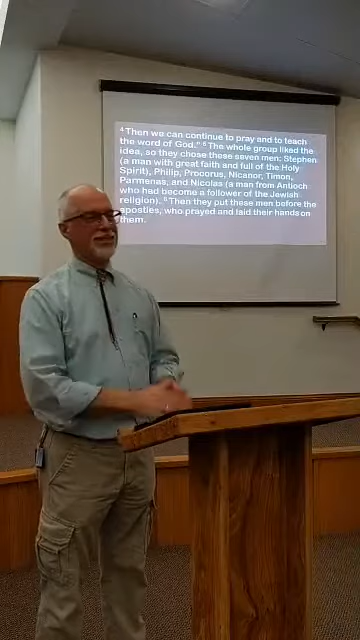 4 Then we can continue to pray and to teach
the word of God." 5 The whole group liked the
idea, so they chose these seven men: Stephen
(a man with great faith and full of the Holy
Spirit), Philip, Procorus, Nicanor, Timon,
Parmenas, and Nicolas (a man from Antioch
who had become a follower of the Jewish
religion). 6 Then they put these men before the
apostles, who prayed and laid their hands on
them.